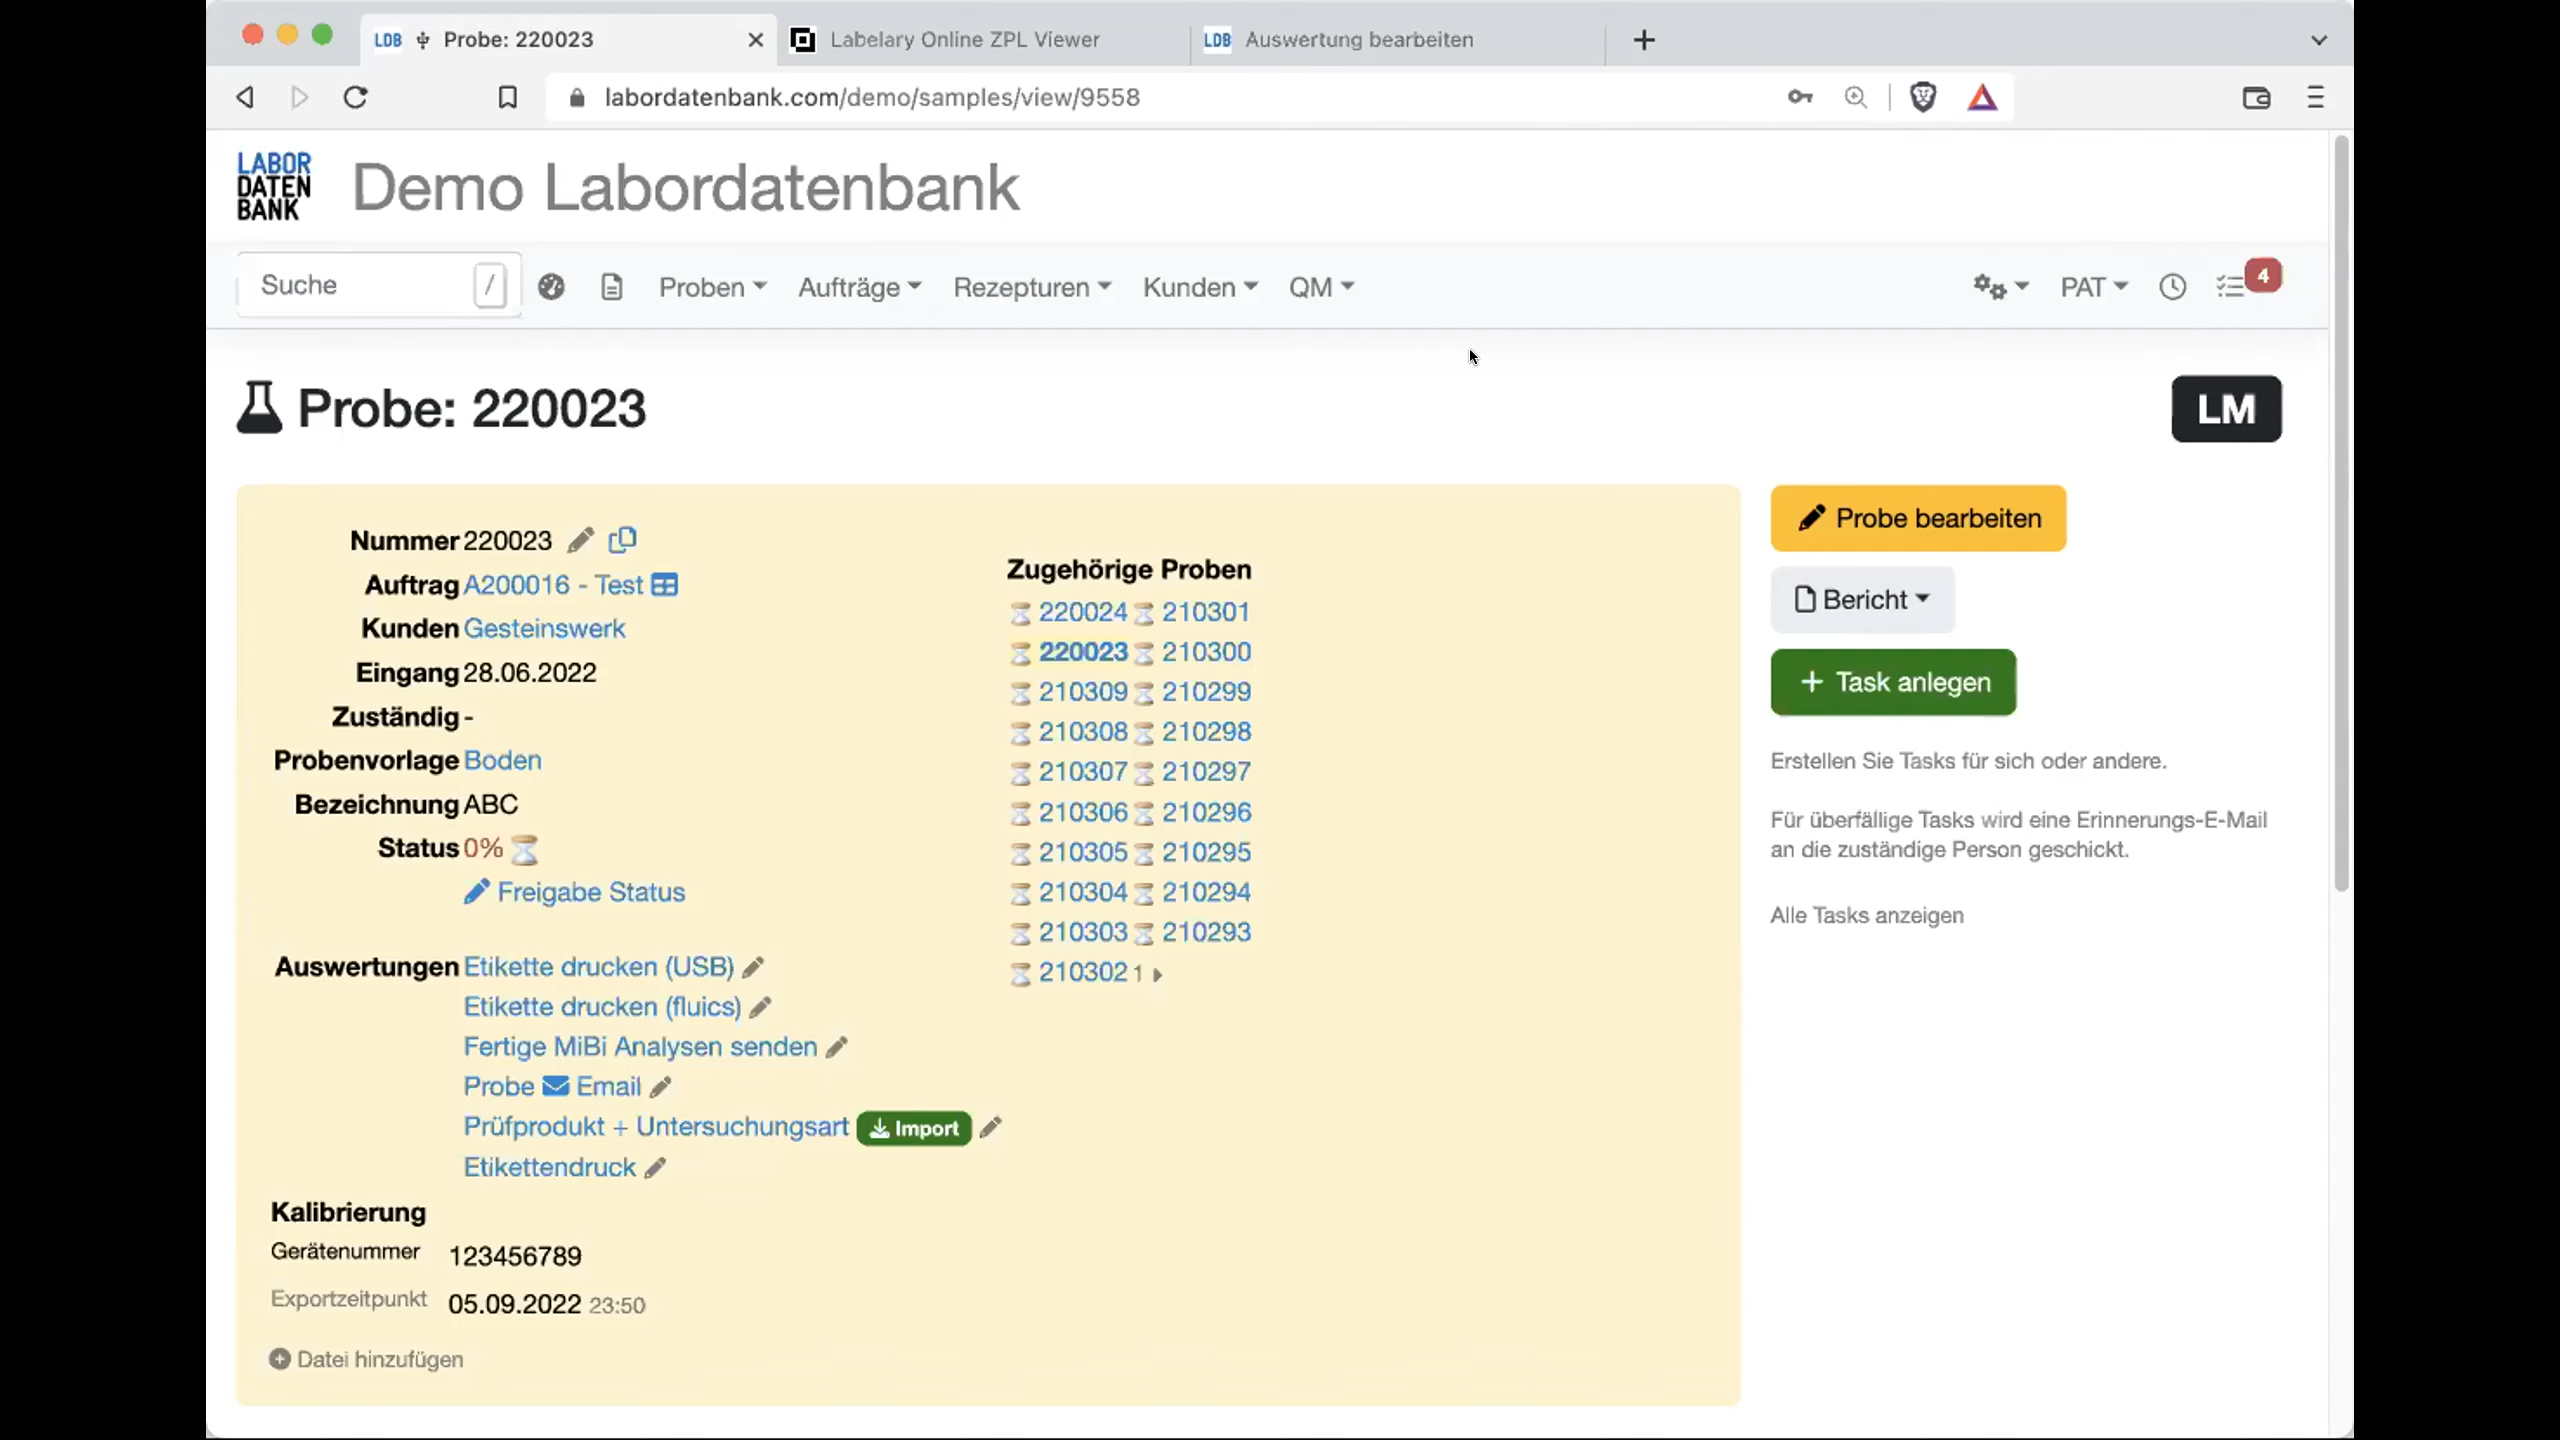 LDB Probe: 220023
Labelary Online ZPL Viewer
LDB Auswertung bearbeiten
labordatenbank.com/demo/samples/view/9558
LABOR
DATEN
BANK
Demo Labordatenbank
Suche /
Proben
Aufträge
Rezepturen
Kunden
QM
PAT
4
Probe: 220023
LM
Nummer 220023
Auftrag A200016 - Test
Kunden Gesteinswerk
Eingang 28.06.2022
Zuständig -
Probenvorlage Boden
Bezeichnung ABC
Status 0%
Freigabe Status
Auswertungen Etikette drucken (USB)
Etikette drucken (fluics)
Fertige MiBi Analysen senden
Probe Email
Prüfprodukt + Untersuchungsart Import
Etikettendruck
Kalibrierung
Gerätenummer 123456789
Exportzeitpunkt 05.09.2022 23:50
Datei hinzufügen
Zugehörige Proben
220024 210301
220023 210300
210309 210299
210308 210298
210307 210297
210306 210296
210305 210295
210304 210294
210303 210293
210302 1
Probe bearbeiten
Bericht
+ Task anlegen
Erstellen Sie Tasks für sich oder andere.
Für überfällige Tasks wird eine Erinnerungs-E-Mail
an die zuständige Person geschickt.
Alle Tasks anzeigen